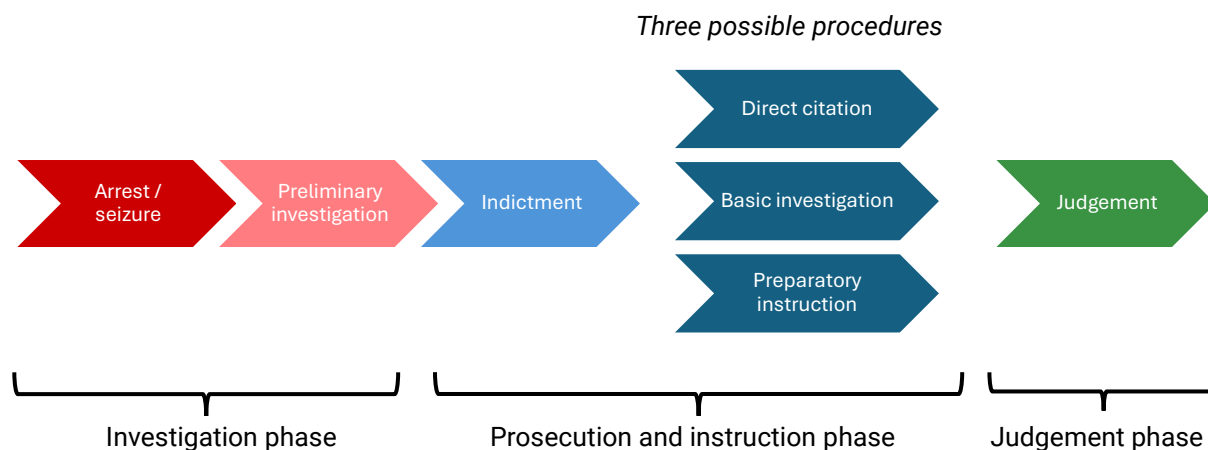 Three possible procedures
Direct citation
Arrest /
seizure
Preliminary
investigation
Indictment
Basic investigation
Judgement
Preparatory
instruction
Investigation phase
Prosecution and instruction phase
Judgement phase